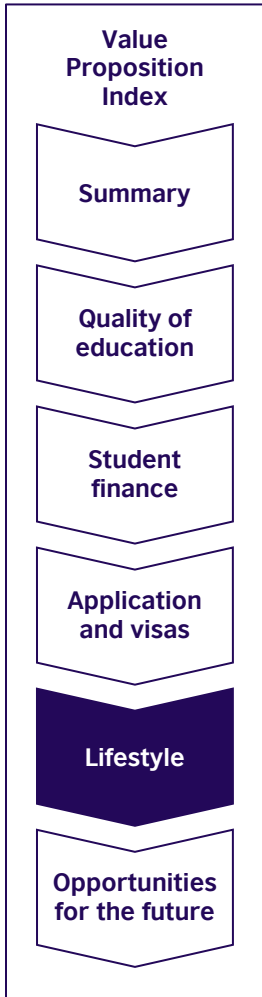 Value
Proposition
Index
Summary
Quality of
education
Student
finance
Application
and visas
Lifestyle
Opportunities
for the future